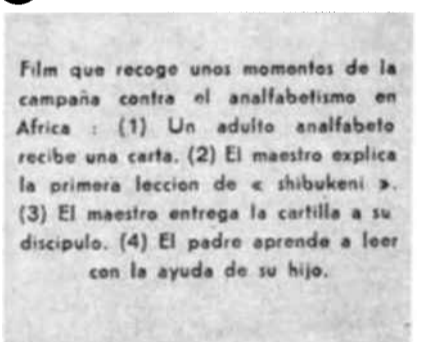 Film que recoge unos momentos de la
campaña contra el analfabetismo en
Africa : (1) Un adulto analfabeto
recibe una carta. (2) El maestro explica
la primera leccion de « shibukeni ».
(3) El maestro entrega la cartilla a su
discipulo. (4) El padre aprende a leer
con la ayuda de su hijo.